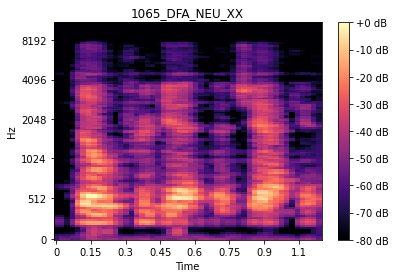 1065_DFA_NEU_XX
Hz
8192
4096
2048
1024
512
0
0
0.15
0.3
0.45
0.6
0.75
0.9
1.1
Time
+0 dB
-10 dB
-20 dB
-30 dB
-40 dB
-50 dB
-60 dB
-70 dB
-80 dB